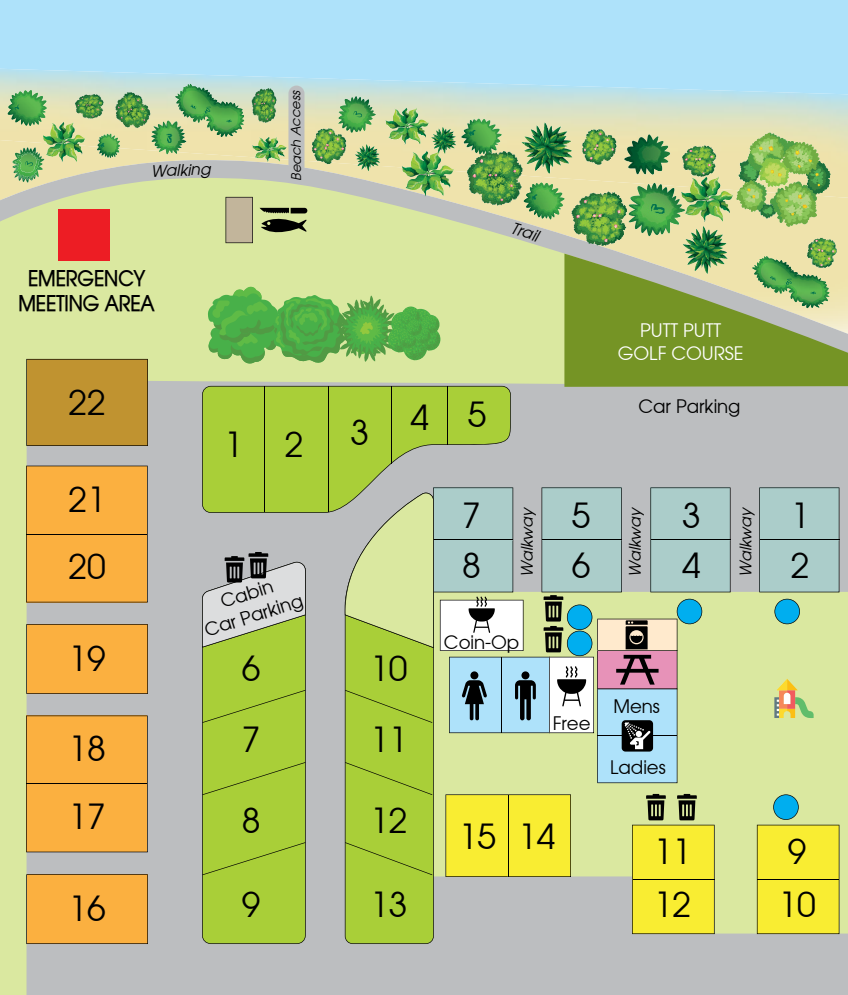 Beach Access
Walking
Trail
EMERGENCY
MEETING AREA
PUTT PUTT
GOLF COURSE
Car Parking
22
1
2
3
4
5
21
20
7
8
Walkway
5
6
Walkway
3
4
Walkway
1
2
Cabin
Car Parking
Coin-Op
19
6
10
Free
Mens
Ladies
18
7
11
17
8
12
15
14
11
12
9
10
16
9
13